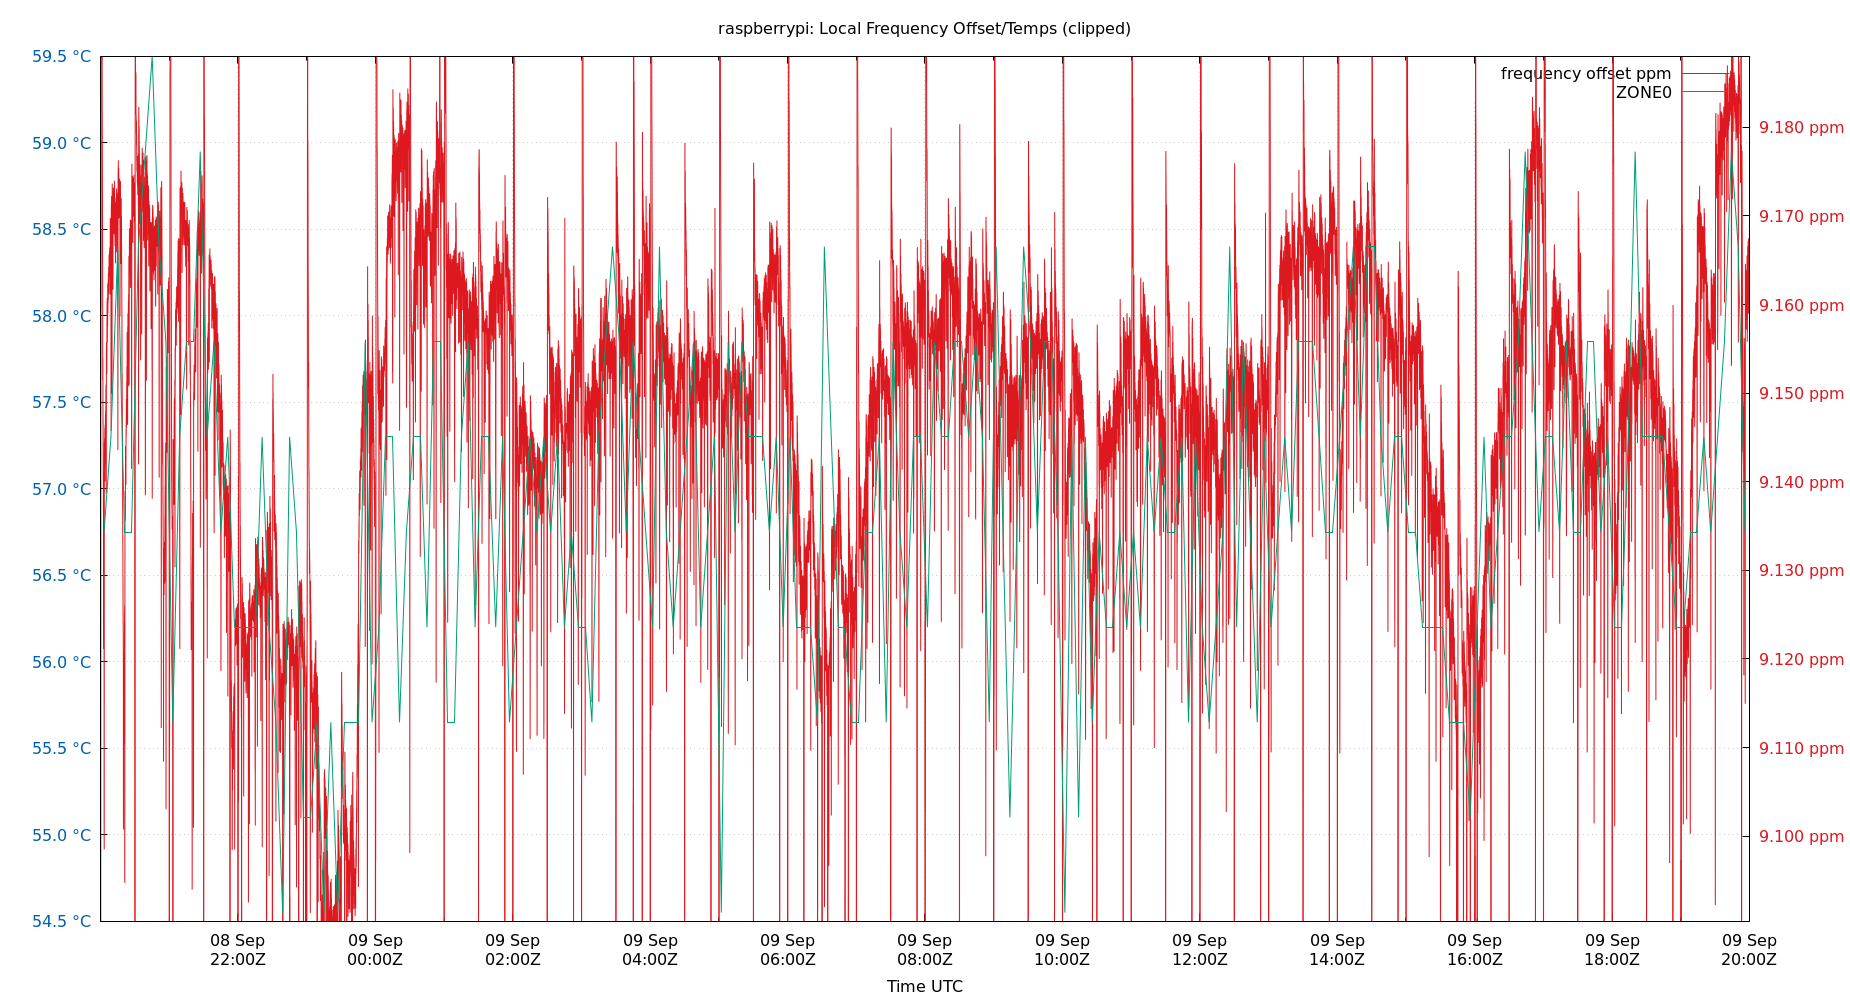 raspberrypi: Local Frequency Offset/Temps (clipped)
59.5 °C
59.0 °C
58.5 °C
58.0 °C
57.5 °C
57.0 °C
56.5 °C
56.0 °C
55.5 °C
55.0 °C
54.5 °C
frequency offset ppm
ZONE0
9.180 ppm
9.170 ppm
9.160 ppm
9.150 ppm
9.140 ppm
9.130 ppm
9.120 ppm
9.110 ppm
9.100 ppm
08 Sep 09 Sep 09 Sep 09 Sep 09 Sep 09 Sep 09 Sep 09 Sep 09 Sep 09 Sep 09 Sep 09 Sep
22:00Z 00:00Z 02:00Z 04:00Z 06:00Z 08:00Z 10:00Z 12:00Z 14:00Z 16:00Z 18:00Z 20:00Z
Time UTC